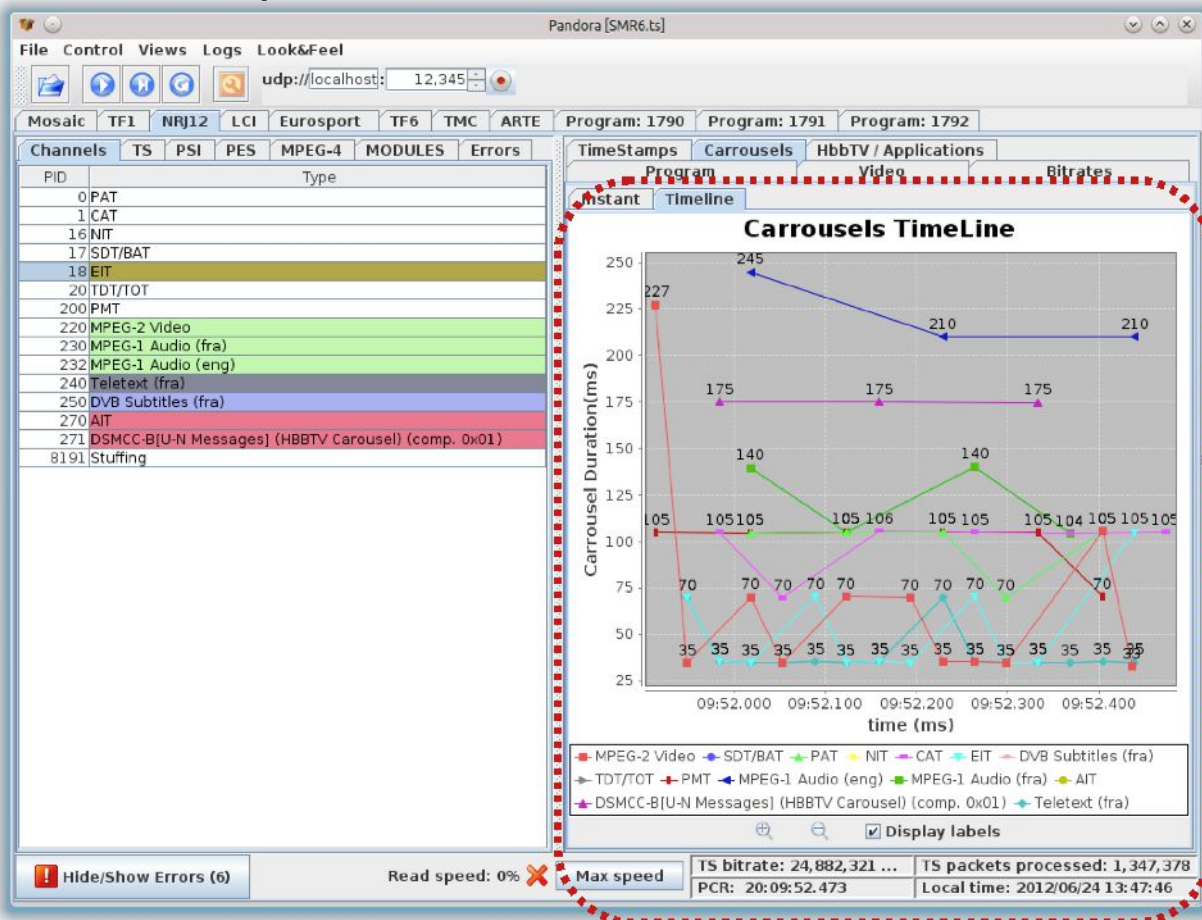 Pandora [SMR6.ts]
File Control Views Logs Look&Feel
udp://localhost: 12,345
Mosaic TF1 NRJ12 LCI Eurosport TF6 TMC ARTE Program: 1790 Program: 1791 Program: 1792
Channels TS PSI PES MPEG-4 MODULES Errors
PID Type
0 PAT
1 CAT
16 NIT
17 SDT/BAT
18 EIT
20 TDT/TOT
200 PMT
220 MPEG-2 Video
230 MPEG-1 Audio (fra)
232 MPEG-1 Audio (eng)
240 Teletext (fra)
250 DVB Subtitles (fra)
270 AIT
271 DSMCC-B[U-N Messages] (HBBTV Carousel) (comp. 0x01)
8191 Stuffing
TimeStamps Carrousels HbbTV / Applications
Program Video Bitrates
Instant Timeline
Carrousels TimeLine
Carrousel Duration(ms)
250
225
200
175
150
125
100
75
50
25
245
227
210 210
175 175 175
140 140
105 105 105 105 106 105 105 105 104 105 105 105
70 70 70 70 70 70 70 70 70 70
35 35 35 35 35 35 35 35 35 35 35 35 35 35 35
33
09:52.000 09:52.100 09:52.200 09:52.300 09:52.400
time (ms)
MPEG-2 Video SDT/BAT PAT NIT CAT EIT DVB Subtitles (fra)
TDT/TOT PMT MPEG-1 Audio (eng) MPEG-1 Audio (fra) AIT
DSMCC-B[U-N Messages] (HBBTV Carousel) (comp. 0x01) Teletext (fra)
Display labels
Hide/Show Errors (6) Read speed: 0% Max speed
TS bitrate: 24,882,321 ... TS packets processed: 1,347,378
PCR: 20:09:52.473 Local time: 2012/06/24 13:47:46